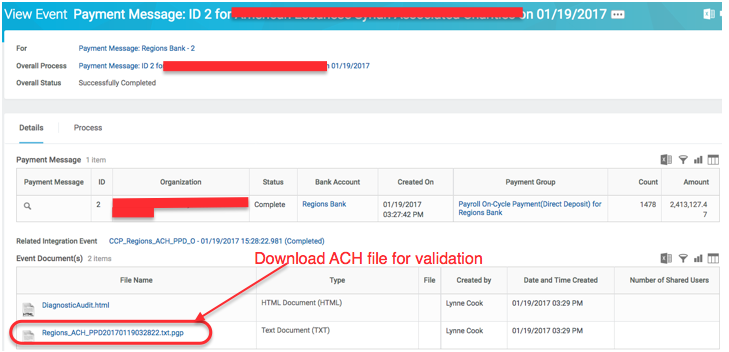 View Event Payment Message: ID 2 for on 01/19/2017
For Payment Message: Regions Bank - 2
Overall Process Payment Message: ID 2 for on 01/19/2017
Overall Status Successfully Completed
Details Process
Payment Message 1 item
Payment Message ID Organization Status Bank Account Created On Payment Group Count Amount
2 Complete Regions Bank 01/19/2017 Payroll On-Cycle Payment(Direct Deposit) for 1478 2,413,127.4
03:27:42 PM Regions Bank 7
Related Integration Event CCP_Regions_ACH_PPD_O - 01/19/2017 15:28:22.981 (Completed)
Download ACH file for validation
Event Document(s) 2 items
File Name Type File Created by Date and Time Created Number of Shared Users
DiagnosticAudit.html HTML Document (HTML) Lynne Cook 01/19/2017 03:29 PM
Regions_ACH_PPD20170119032822.txt.pgp Text Document (TXT) Lynne Cook 01/19/2017 03:29 PM